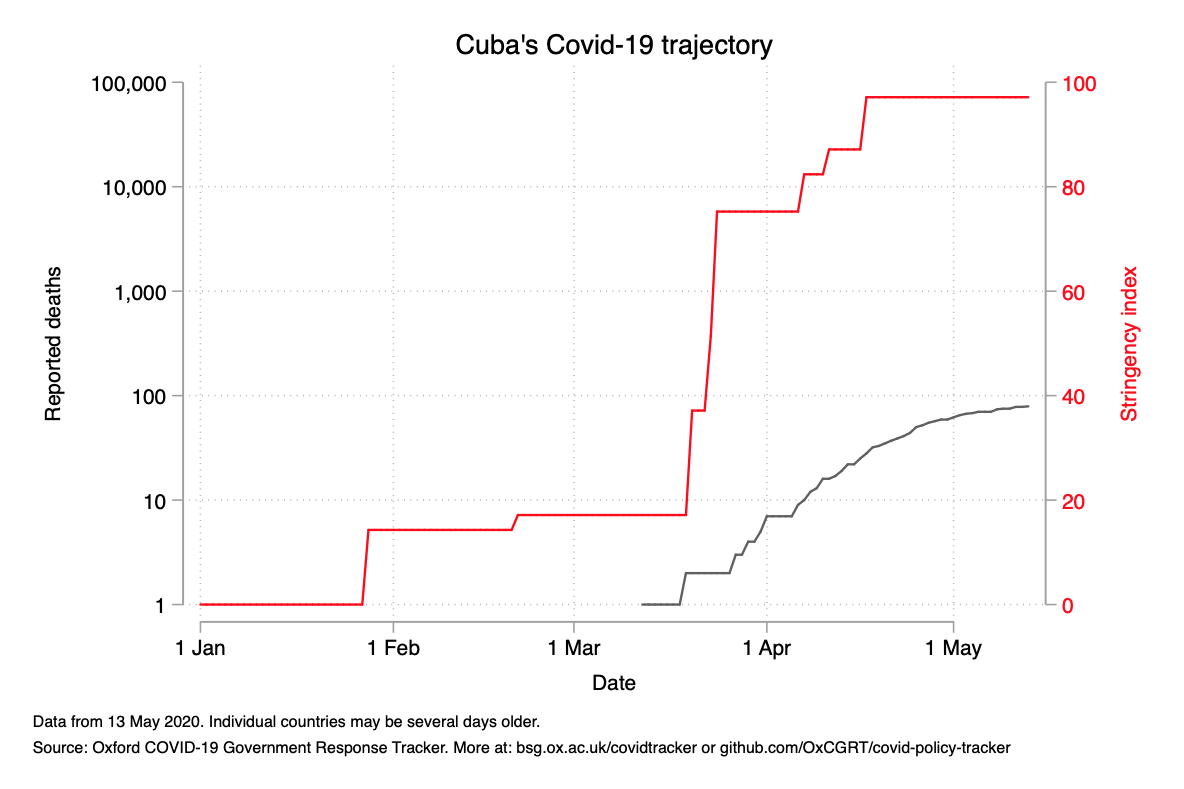 Cuba's Covid-19 trajectory
100,000
10,000
1,000
100
10
1
Reported deaths
100
80
60
40
20
0
Stringency index
1 Jan 1 Feb 1 Mar 1 Apr 1 May
Date
Data from 13 May 2020. Individual countries may be several days older.
Source: Oxford COVID-19 Government Response Tracker. More at: bsg.ox.ac.uk/covidtracker or github.com/OxCGRT/covid-policy-tracker